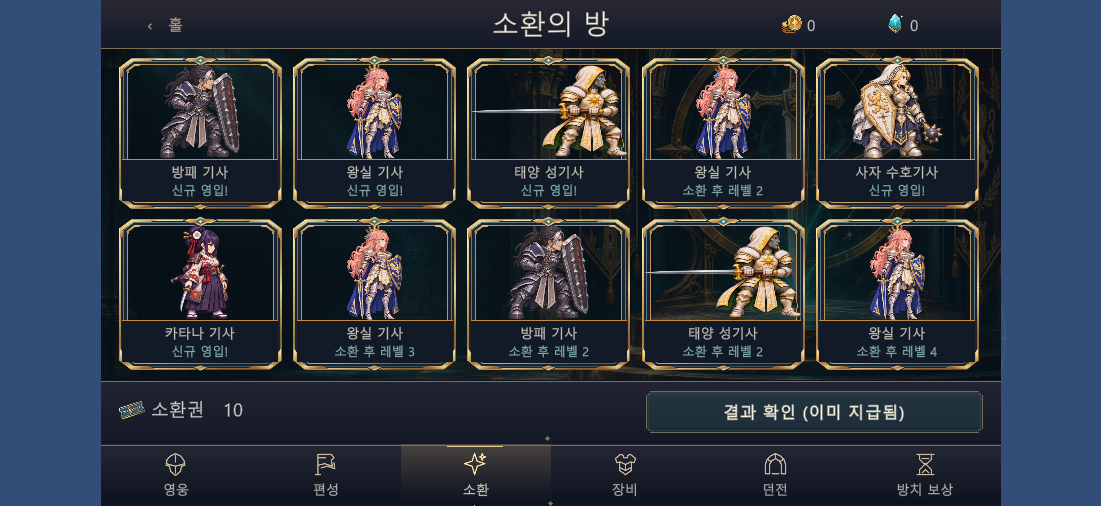 ‹ 홀
소환의 방
0
0
방패 기사
신규 영입!
왕실 기사
신규 영입!
태양 성기사
신규 영입!
왕실 기사
소환 후 레벨 2
사자 수호기사
신규 영입!
카타나 기사
신규 영입!
왕실 기사
소환 후 레벨 3
방패 기사
소환 후 레벨 2
태양 성기사
소환 후 레벨 2
왕실 기사
소환 후 레벨 4
소환권 10
결과 확인 (이미 지급됨)
영웅
편성
소환
장비
던전
방치 보상